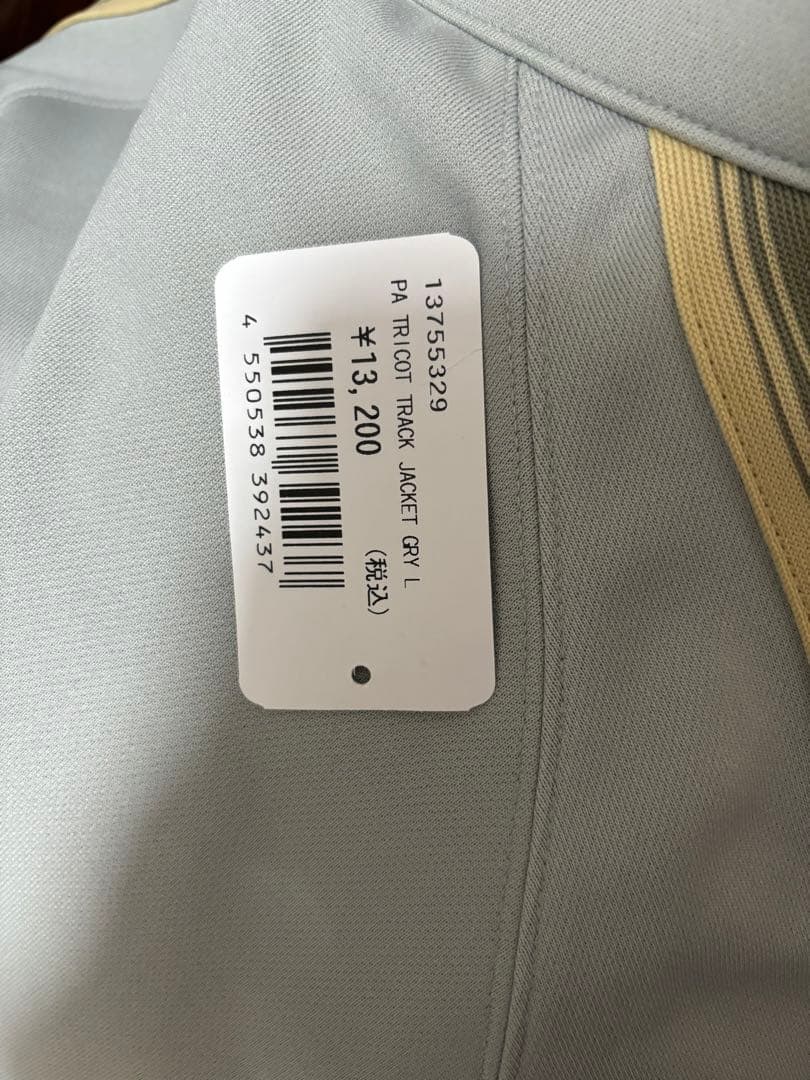 13755329
PA TRICOT TRACK JACKET GRY L
¥13,200
(税込)
4 550538 392437